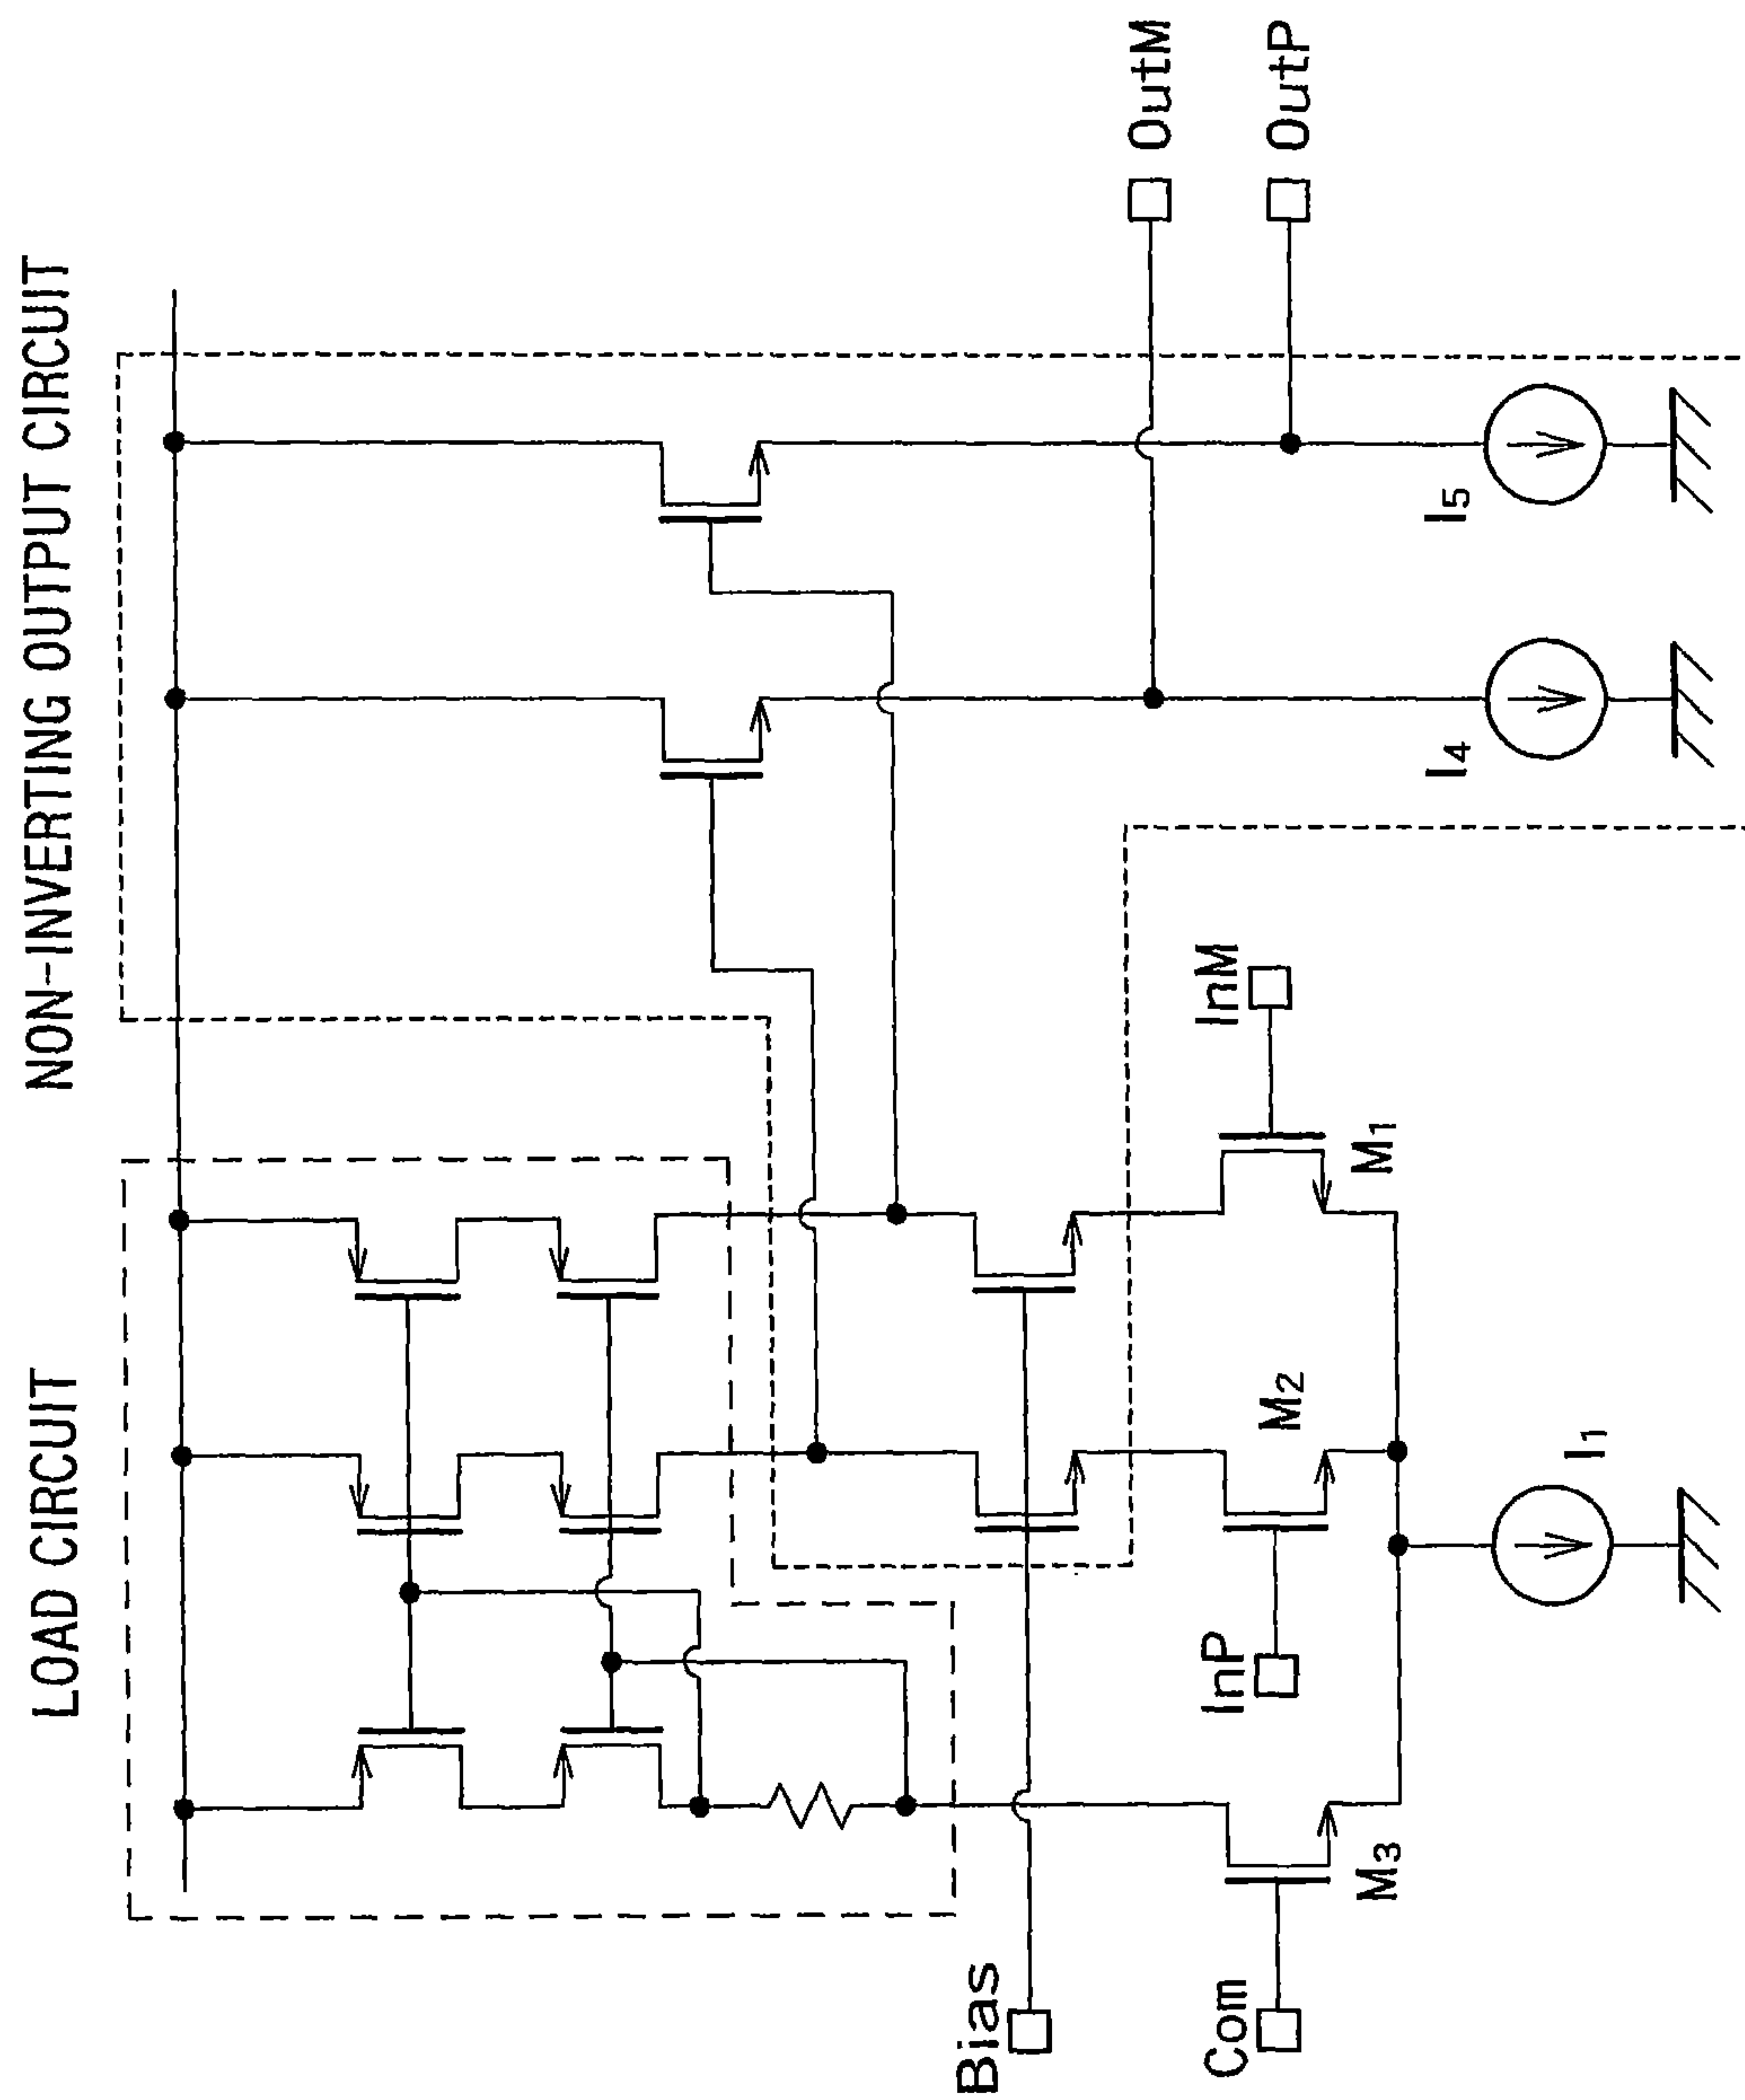 LOAD CIRCUIT
NON-INVERTING OUTPUT CIRCUIT
Bias
Com
InP
InM
M3
M2
M1
I1
I4
I5
OutM
OutP